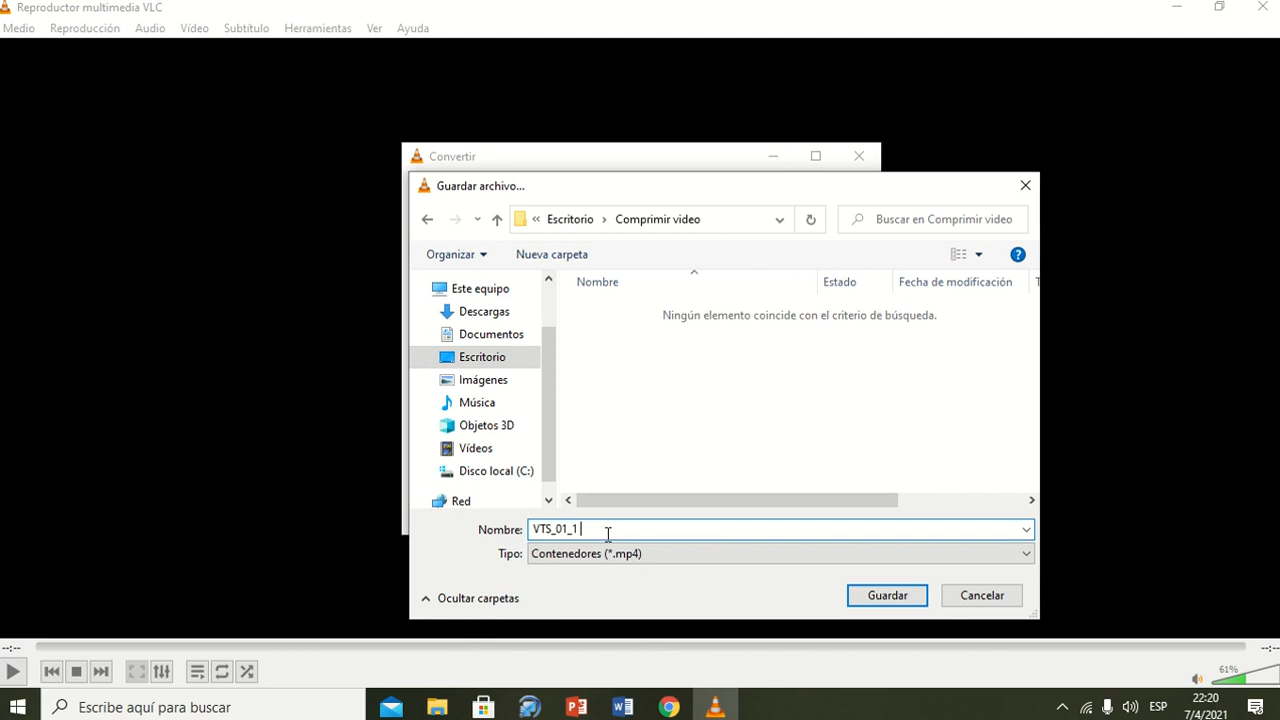 Reproductor multimedia VLC
Medio Reproducción Audio Vídeo Subtítulo Herramientas Ver Ayuda
Convertir
Guardar archivo...
« Escritorio › Comprimir video
Buscar en Comprimir video
Organizar Nueva carpeta
Nombre Estado Fecha de modificación T
Ningún elemento coincide con el criterio de búsqueda.
Este equipo
Descargas
Documentos
Escritorio
Imágenes
Música
Objetos 3D
Vídeos
Disco local (C:)
Red
Nombre: VTS_01_1
Tipo: Contenedores (*.mp4)
Ocultar carpetas
Guardar Cancelar
--:-- --:--
61%
Escribe aquí para buscar
ESP
22:20
7/4/2021